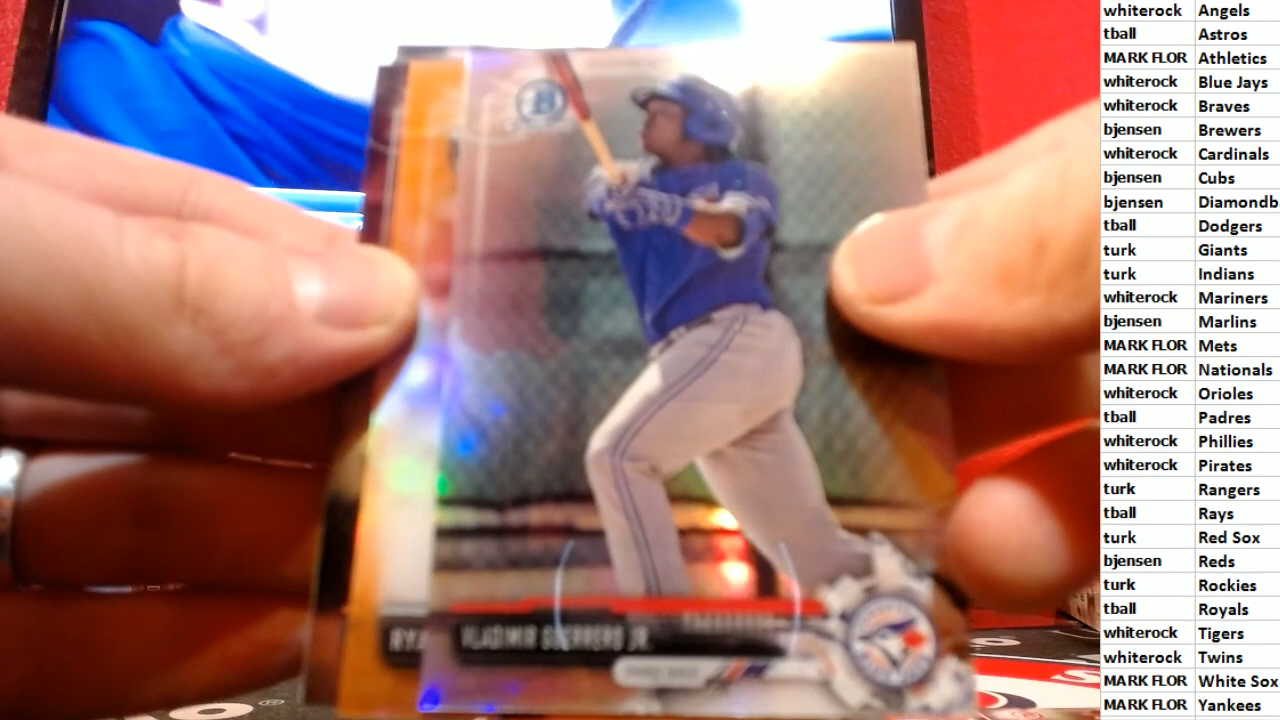 B
RYA
VLADIMIR GUERRERO JR.
whiterock Angels
tball Astros
MARK FLOR Athletics
whiterock Blue Jays
whiterock Braves
bjensen Brewers
whiterock Cardinals
bjensen Cubs
bjensen Diamondb
tball Dodgers
turk Giants
turk Indians
whiterock Mariners
bjensen Marlins
MARK FLOR Mets
MARK FLOR Nationals
whiterock Orioles
tball Padres
whiterock Phillies
whiterock Pirates
turk Rangers
tball Rays
turk Red Sox
bjensen Reds
turk Rockies
tball Royals
whiterock Tigers
whiterock Twins
MARK FLOR White Sox
MARK FLOR Yankees